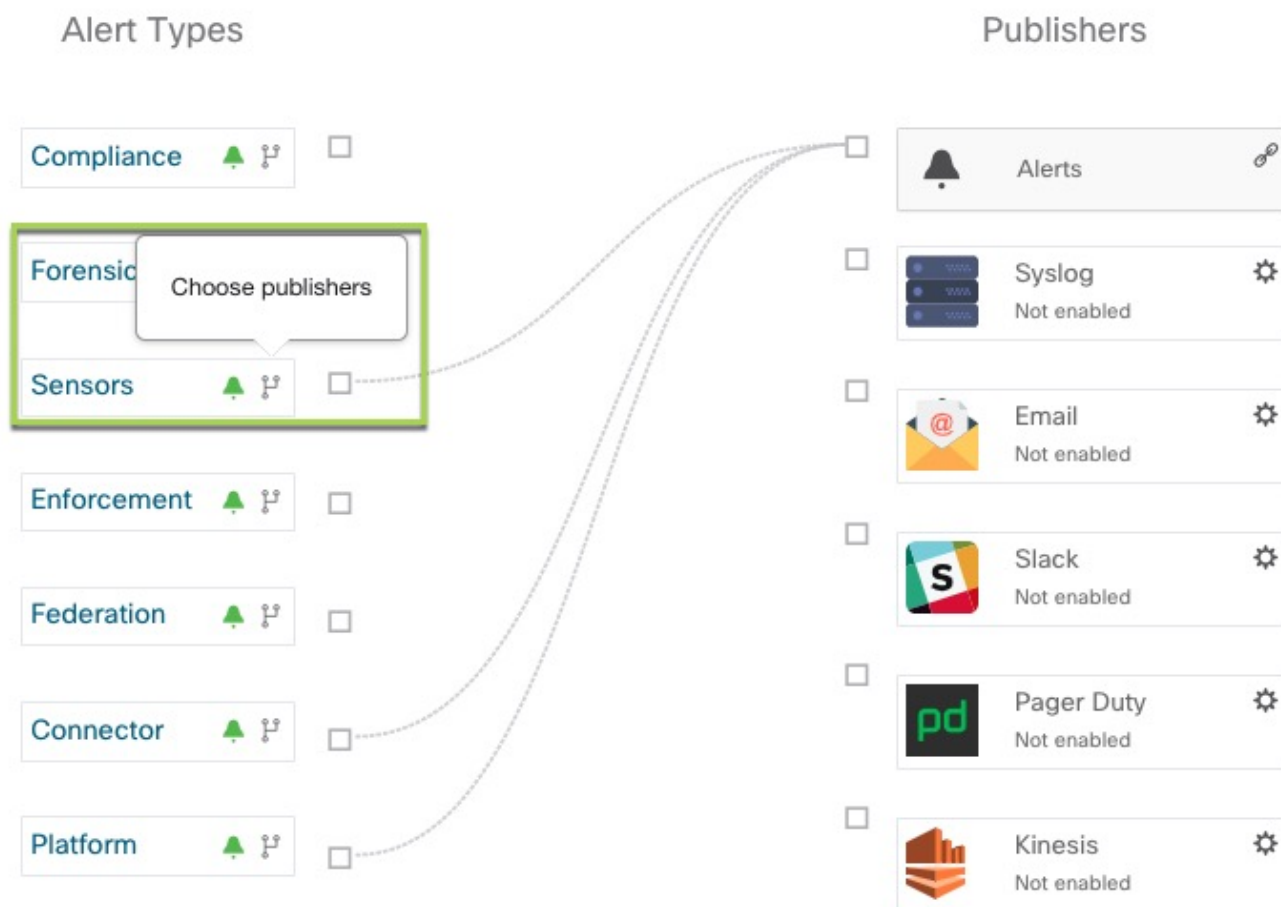 Alert Types
Publishers
Compliance
Alerts
Forensic
Choose publishers
Syslog
Not enabled
Sensors
Email
Not enabled
Enforcement
Slack
Not enabled
Federation
Connector
pd
Pager Duty
Not enabled
Platform
Kinesis
Not enabled